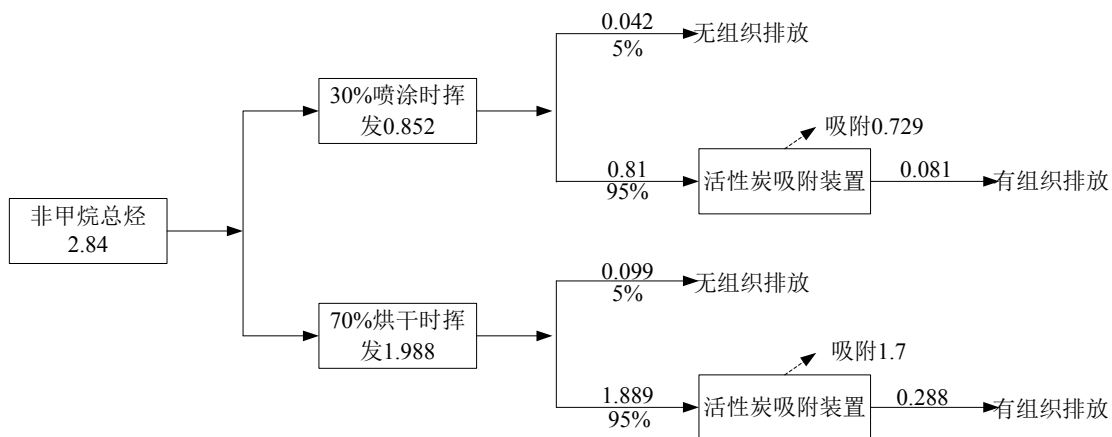 非甲烷总烃
2.84
30%喷涂时挥
发0.852
0.042
5%
无组织排放
0.81
95%
活性炭吸附装置
吸附0.729
0.081
有组织排放
70%烘干时挥
发1.988
0.099
5%
无组织排放
1.889
95%
活性炭吸附装置
吸附1.7
0.288
有组织排放